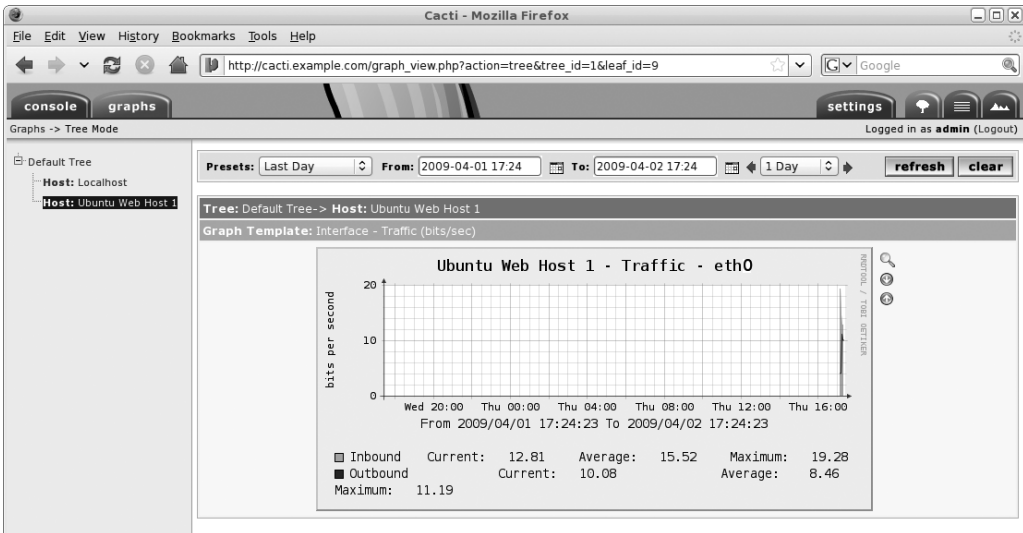 Cacti - Mozilla Firefox
File Edit View History Bookmarks Tools Help
http://cacti.example.com/graph_view.php?action=tree&tree_id=1&leaf_id=9
G Google
console graphs settings
Graphs -> Tree Mode Logged in as admin (Logout)
Default Tree
Host: Localhost
Host: Ubuntu Web Host 1
Presets: Last Day From: 2009-04-01 17:24 To: 2009-04-02 17:24 1 Day refresh clear
Tree: Default Tree-> Host: Ubuntu Web Host 1
Graph Template: Interface - Traffic (bits/sec)
Ubuntu Web Host 1 - Traffic - eth0
RRDTOOL / TOBI OETIKER
bits per second
20
10
0
Wed 20:00 Thu 00:00 Thu 04:00 Thu 08:00 Thu 12:00 Thu 16:00
From 2009/04/01 17:24:23 To 2009/04/02 17:24:23
Inbound Current: 12.81 Average: 15.52 Maximum: 19.28
Outbound Current: 10.08 Average: 8.46
Maximum: 11.19